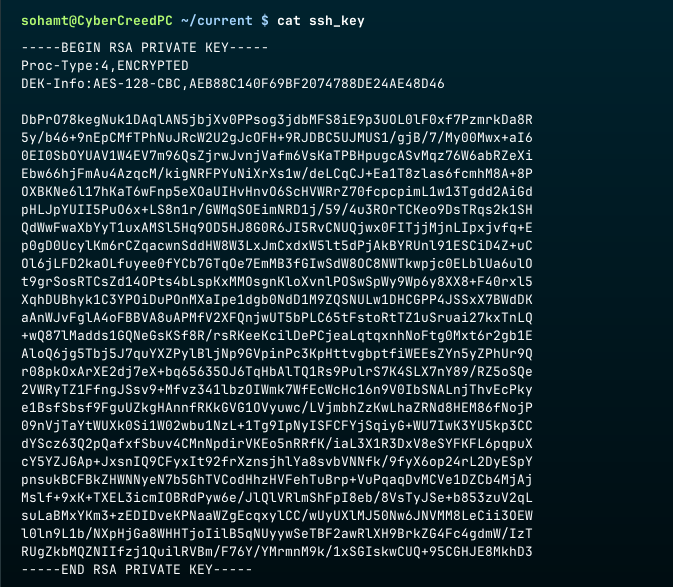 sohamt@CyberCreedPC ~/current $ cat ssh_key
-----BEGIN RSA PRIVATE KEY-----
Proc-Type:4,ENCRYPTED
DEK-Info:AES-128-CBC,AEB88C140F69BF2074788DE24AE48D46

DbPrO78kegNuk1DAqlAN5jbjXv0PPsog3jdbMFS8iE9p3UOL0lF0xf7PzmrkDa8R
5y/b46+9nEpCMfTPhNuJRcW2U2gJcOFH+9RJDBC5UJMUS1/gjB/7/My00Mwx+aI6
0EI0SbOYUAV1W4EV7m96QsZjrwJvnjVafm6VsKaTPBHpugcASvMqz76W6abRZeXi
Ebw66hjFmAu4AzqcM/kigNRFPYuNiXrXs1w/deLCqCJ+Ea1T8zlas6fcmhM8A+8P
OXBKNe6l17hKaT6wFnp5eXOaUIHvHnvO6ScHVWRrZ70fcpcpimL1w13Tgdd2AiGd
pHLJpYUII5PuO6x+LS8n1r/GWMqSOEimNRD1j/59/4u3ROrTCKeo9DsTRqs2k1SH
QdWwFwaXbYyT1uxAMSl5Hq9OD5HJ8G0R6JI5RvCNUQjwx0FITjjMjnLIpxjvfq+E
p0gD0UcylKm6rCZqacwnSddHW8W3LxJmCxdxW5lt5dPjAkBYRUnl91ESCiD4Z+uC
Ol6jLFD2kaOLfuyee0fYCb7GTqOe7EmMB3fGIwSdW8OC8NWTkwpjc0ELblUa6ulO
t9grSosRTCsZd14OPts4bLspKxMMOsgnKloXvnlPOSwSpWy9Wp6y8XX8+F40rxl5
XqhDUBhyk1C3YPOiDuPOnMXaIpe1dgb0NdD1M9ZQSNULw1DHCGPP4JSSxX7BWdDK
aAnWJvFglA4oFBBVA8uAPMfV2XFQnjwUT5bPLC65tFstoRtTZ1uSruai27kxTnLQ
+wQ87lMadds1GQNeGsKSf8R/rsRKeeKcilDePCjeaLqtqxnhNoFtg0Mxt6r2gb1E
AloQ6jg5Tbj5J7quYXZPylBljNp9GVpinPc3KpHttvgbptfiWEEsZYn5yZPhUr9Q
r08pkOxArXE2dj7eX+bq65635OJ6TqHbAlTQ1Rs9PulrS7K4SLX7nY89/RZ5oSQe
2VWRyTZ1FfngJSsv9+Mfvz341lbzOIWmk7WfEcWcHc16n9V0IbSNALnjThvEcPky
e1BsfSbsf9FguUZkgHAnnfRKkGVG1OVyuwc/LVjmbhZzKwLhaZRNd8HEM86fNojP
09nVjTaYtWUXk0Si1W02wbu1NzL+1Tg9IpNyISFCFYjSqiyG+WU7IwK3YU5kp3CC
dYScz63Q2pQafxfSbuv4CMnNpdirVKEo5nRRfK/iaL3X1R3DxV8eSYFKFL6pqpuX
cY5YZJGAp+JxsnIQ9CFyxIt92frXznsjhlYa8svbVNNfk/9fyX6op24rL2DyESpY
pnsukBCFBkZHWNNyeN7b5GhTVCodHhzHVFehTuBrp+VuPqaqDvMCVe1DZCb4MjAj
Mslf+9xK+TXEL3icmIOBRdPyw6e/JlQlVRlmShFpI8eb/8VsTyJSe+b853zuV2qL
suLaBMxYKm3+zEDIDveKPNaaWZgEcqxylCC/wUyUXlMJ50Nw6JNVMM8LeCii3OEW
l0ln9L1b/NXpHjGa8WHHTjoIilB5qNUyywSeTBF2awRlXH9BrkZG4Fc4gdmW/IzT
RUgZkbMQZNIIfzj1QuilRVBm/F76Y/YMrmnM9k/1xSGIskwCUQ+95CGHJE8MkhD3
-----END RSA PRIVATE KEY-----